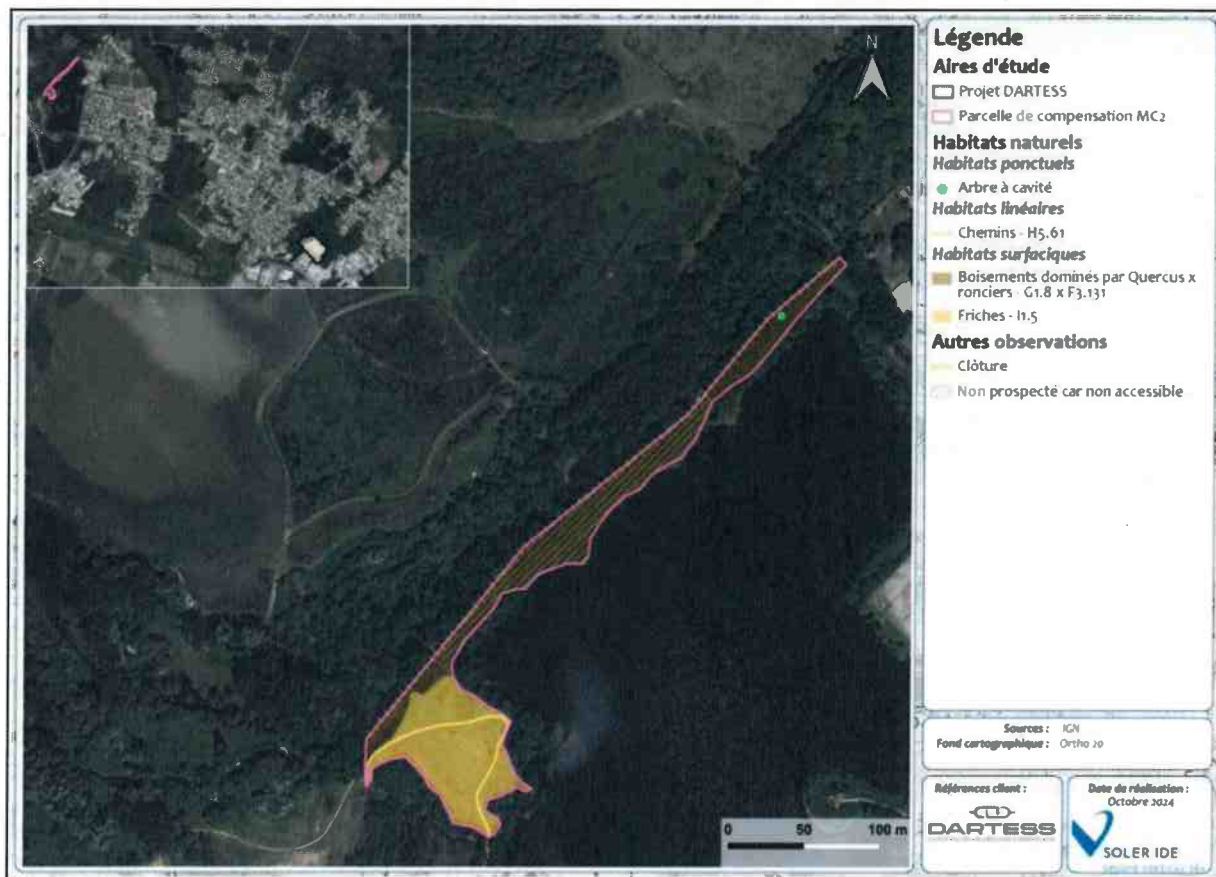 N
Légende
Aires d'étude
Projet DARTESS
Parcelle de compensation MC2
Habitats naturels
Habitats ponctuels
Arbre à cavité
Habitats linéaires
Chemins - H5.61
Habitats surfaciques
Boisements dominés par Quercus x
ronciers - G1.8 x F3.131
Friches - I1.5
Autres observations
Clôture
Non prospecté car non accessible
Sources : IGN
Fond cartographique : Ortho 20
Références client :
DARTESS
Date de réalisation :
Octobre 2024
SOLER IDE
0 50 100 m